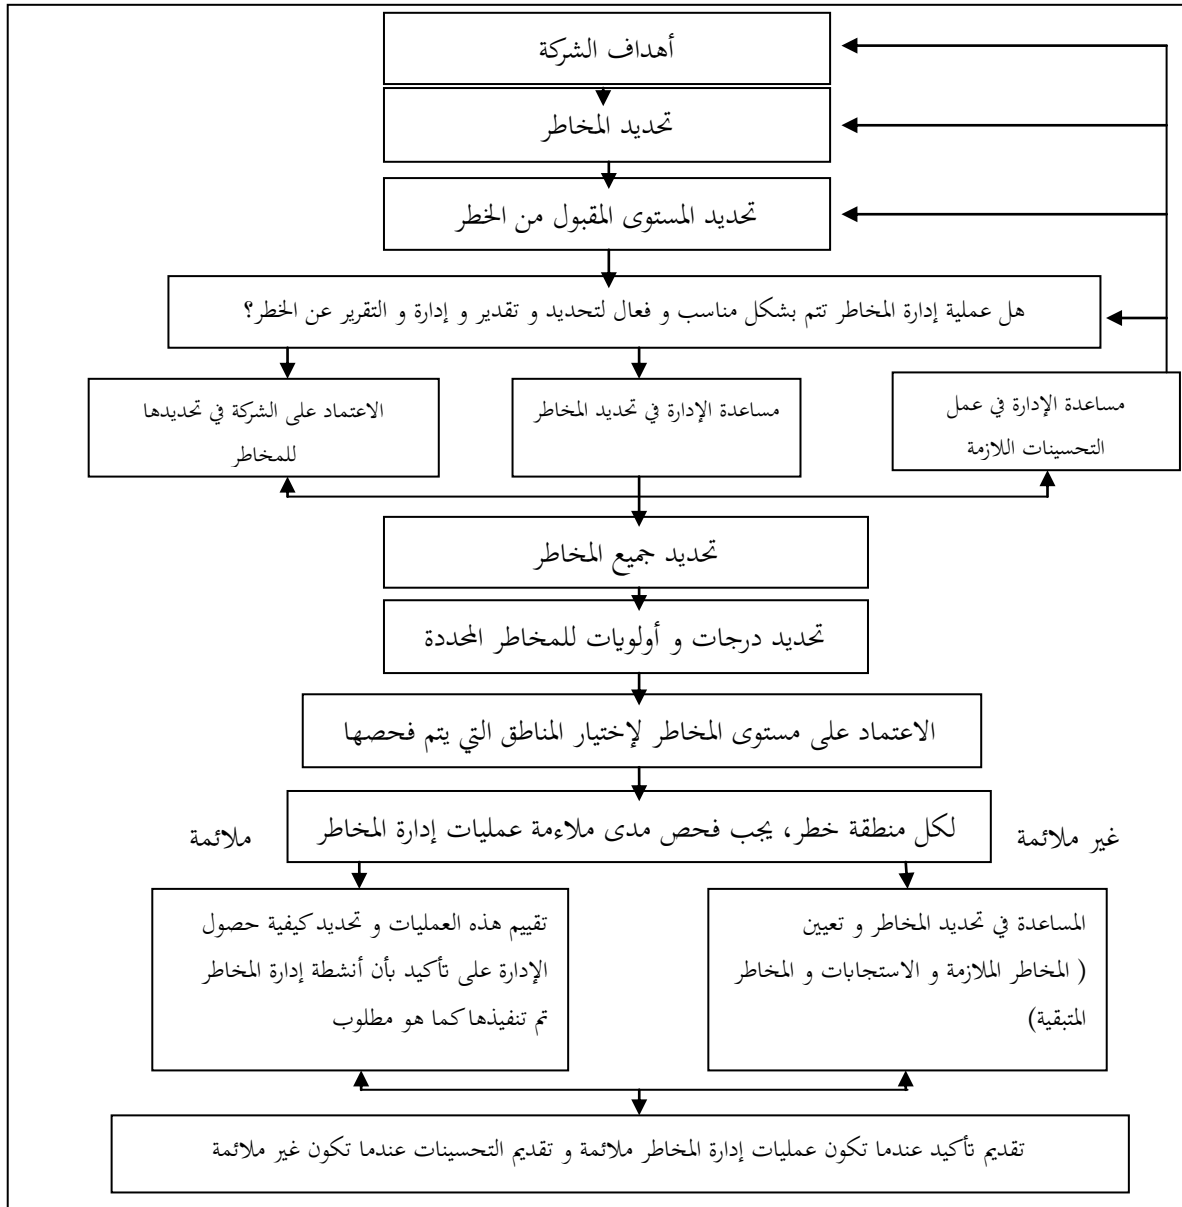 أهداف الشركة
تحديد المخاطر
تحديد المستوى المقبول من الخطر
هل عملية إدارة المخاطر تتم بشكل مناسب و فعال لتحديد و تقدير و إدارة و التقرير عن الخطر؟
مساعدة الإدارة في عمل
التحسينات اللازمة
مساعدة الإدارة في تحديد المخاطر
الاعتماد على الشركة في تحديدها
للمخاطر
تحديد جميع المخاطر
تحديد درجات و أولويات للمخاطر المحددة
الاعتماد على مستوى المخاطر لإختيار المناطق التي يتم فحصها
لكل منطقة خطر، يجب فحص مدى ملاءمة عمليات إدارة المخاطر
غير ملائمة
ملائمة
المساعدة في تحديد المخاطر و تعيين
( المخاطر الملازمة و الاستجابات و المخاطر
المتبقية)
تقييم هذه العمليات و تحديد كيفية حصول
الإدارة على تأكيد بأن أنشطة إدارة المخاطر
تم تنفيذها كما هو مطلوب
تقديم تأكيد عندما تكون عمليات إدارة المخاطر ملائمة و تقديم التحسينات عندما تكون غير ملائمة